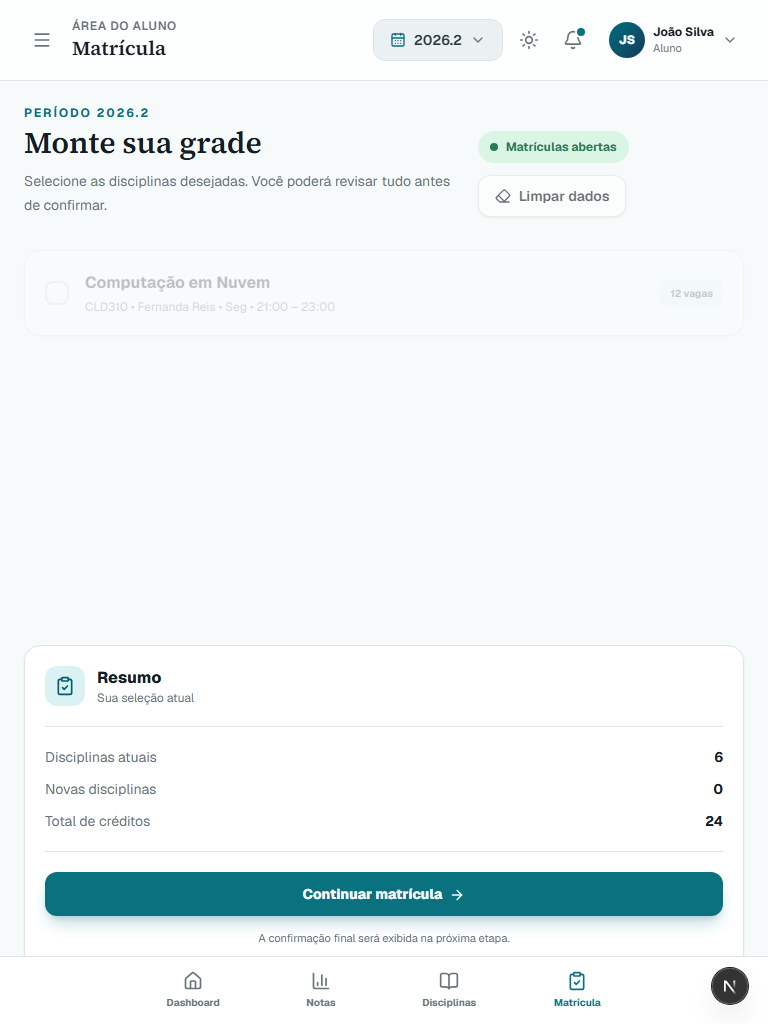 ÁREA DO ALUNO
Matrícula
2026.2
JS
João Silva
Aluno
PERÍODO 2026.2
Monte sua grade
Selecione as disciplinas desejadas. Você poderá revisar tudo antes
de confirmar.
Matrículas abertas
Limpar dados
Computação em Nuvem
CLD310 • Fernanda Reis • Seg • 21:00 – 23:00
12 vagas
Resumo
Sua seleção atual
Disciplinas atuais 6
Novas disciplinas 0
Total de créditos 24
Continuar matrícula →
A confirmação final será exibida na próxima etapa.
Dashboard
Notas
Disciplinas
Matrícula
N